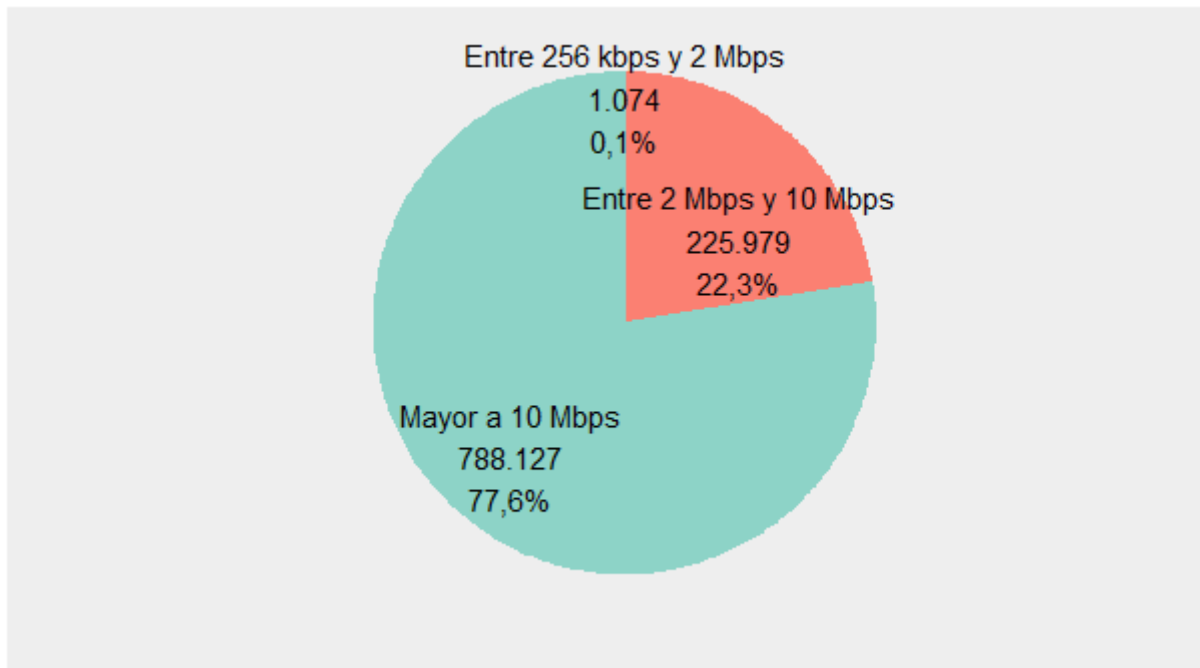 Entre 256 kbps y 2 Mbps
1.074
0,1%
Entre 2 Mbps y 10 Mbps
225.979
22,3%
Mayor a 10 Mbps
788.127
77,6%